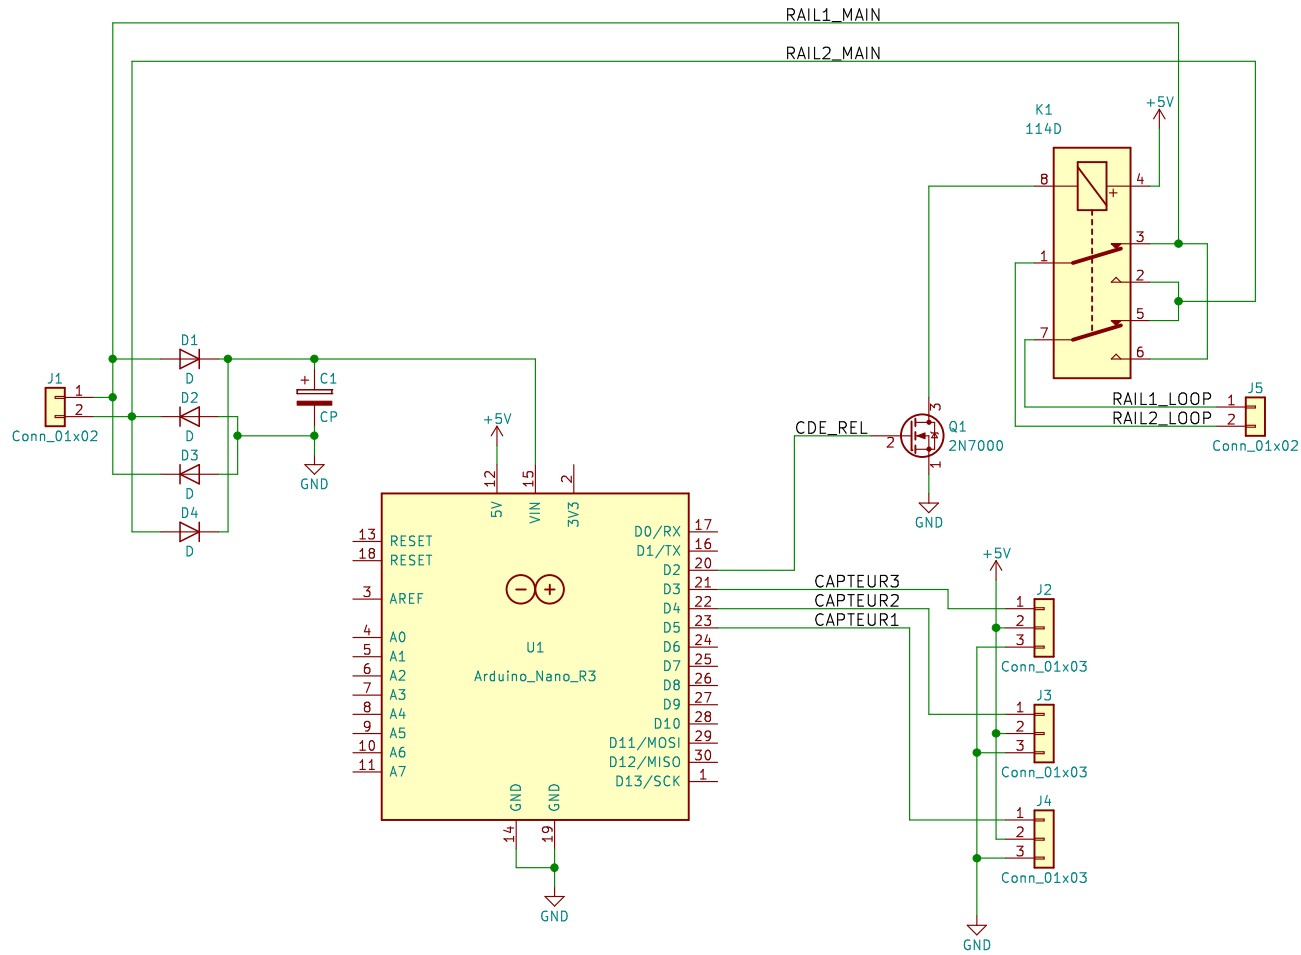 RAIL1_MAIN
RAIL2_MAIN
K1
114D
+5V
8
4
+
3
1
2
5
7
6
RAIL1_LOOP
RAIL2_LOOP
J5
1
2
Conn_01x02
D1
D
D2
D
D3
D
D4
D
J1
1
2
Conn_01x02
+
C1
CP
GND
+5V
12
15
2
5V
VIN
3V3
CDE_REL
3
2
1
Q1
2N7000
GND
13
RESET
18
RESET
3
AREF
4
A0
5
A1
6
A2
7
A3
8
A4
9
A5
10
A6
11
A7
U1
Arduino_Nano_R3
D0/RX
17
D1/TX
16
D2
20
D3
21
D4
22
D5
23
D6
24
D7
25
D8
26
D9
27
D10
28
D11/MOSI
29
D12/MISO
30
D13/SCK
1
GND
GND
14
19
GND
CAPTEUR3
CAPTEUR2
CAPTEUR1
+5V
J2
1
2
3
Conn_01x03
J3
1
2
3
Conn_01x03
J4
1
2
3
Conn_01x03
GND